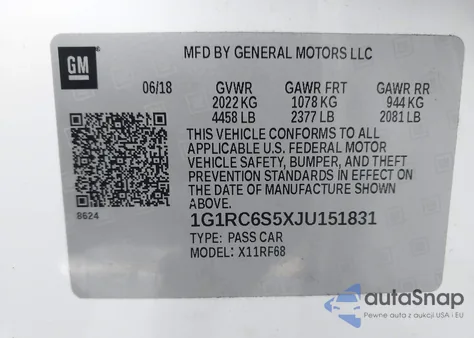 GM
MFD BY GENERAL MOTORS LLC
06/18 GVWR GAWR FRT GAWR RR
2022 KG 1078 KG 944 KG
4458 LB 2377 LB 2081 LB
THIS VEHICLE CONFORMS TO ALL
APPLICABLE U.S. FEDERAL MOTOR
VEHICLE SAFETY, BUMPER, AND THEFT
PREVENTION STANDARDS IN EFFECT ON
THE DATE OF MANUFACTURE SHOWN
ABOVE.
8624
1G1RC6S5XJU151831
TYPE: PASS CAR
MODEL: X11RF68
autoSnap
Pewne auta z aukcji USA i EU